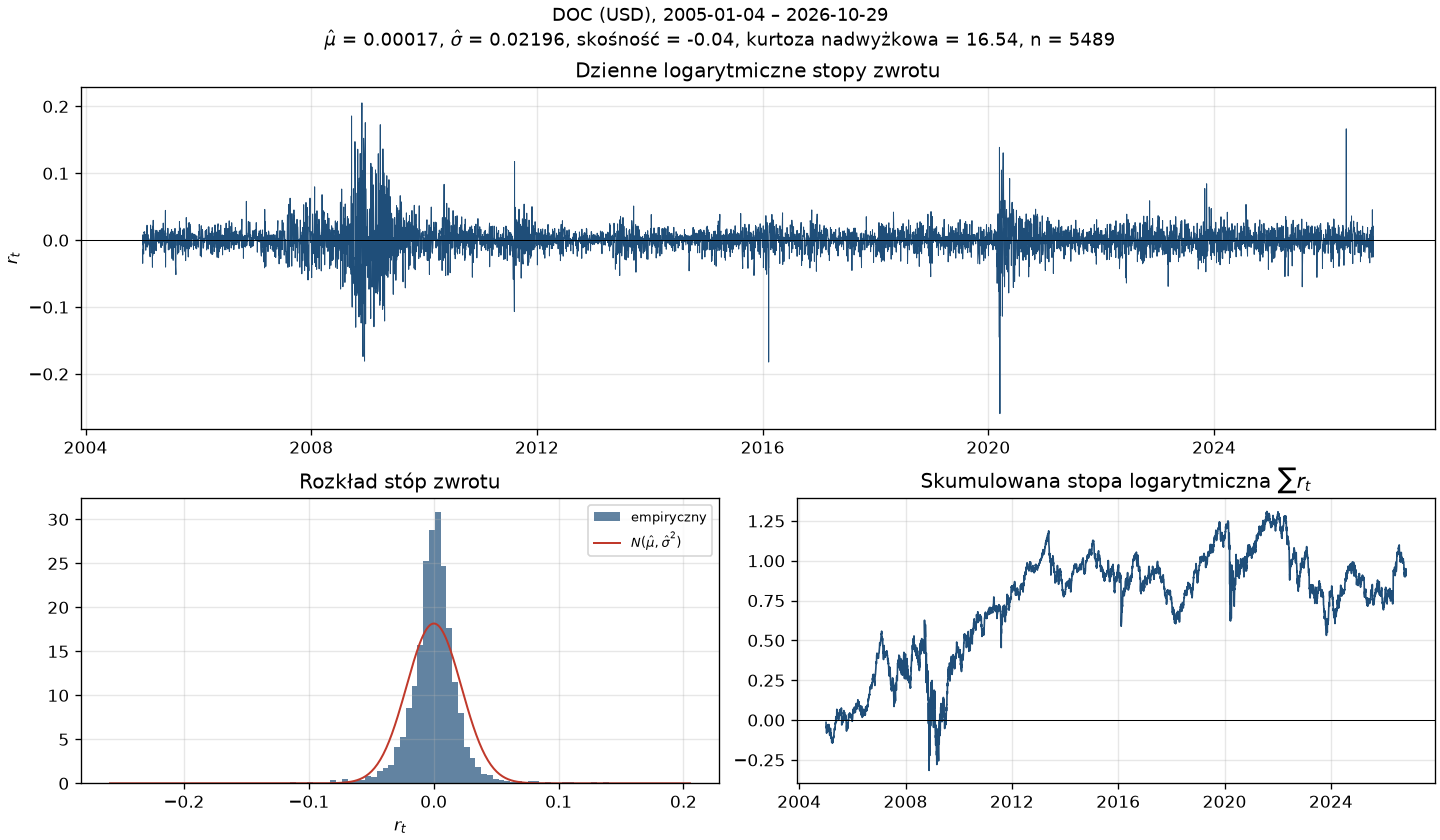 DOC (USD), 2005-01-04 – 2026-10-29
μ̂ = 0.00017, σ̂ = 0.02196, skośność = -0.04, kurtoza nadwyżkowa = 16.54, n = 5489
Dzienne logarytmiczne stopy zwrotu
0.2
0.1
0.0
−0.1
−0.2
r_t
2004 2008 2012 2016 2020 2024
Rozkład stóp zwrotu
30
25
20
15
10
5
0
empiryczny
N(μ̂, σ̂²)
−0.2 −0.1 0.0 0.1 0.2
r_t
Skumulowana stopa logarytmiczna ∑r_t
1.25
1.00
0.75
0.50
0.25
0.00
−0.25
2004 2008 2012 2016 2020 2024